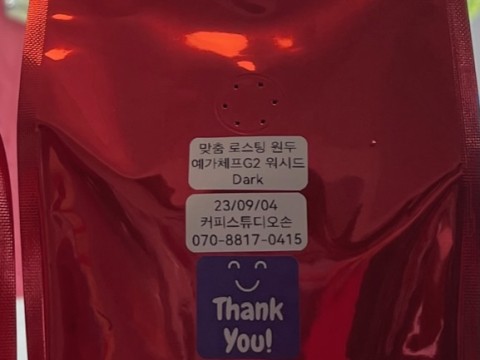 맞춤 로스팅 원두
예가체프G2 워시드
Dark
23/09/04
커피스튜디오손
070-8817-0415
Thank
You!